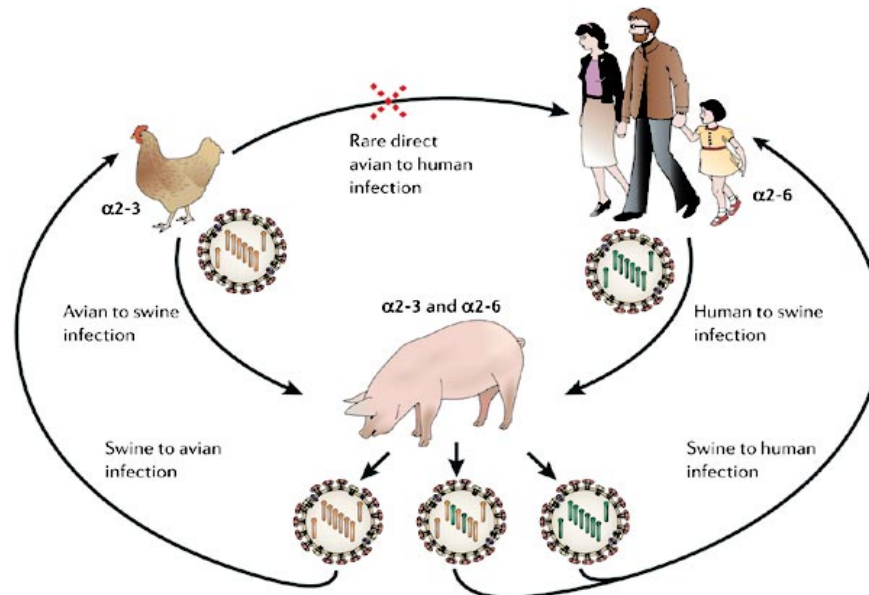 Rare direct
avian to human
infection
α2-3
α2-6
Avian to swine
infection
α2-3 and α2-6
Human to swine
infection
Swine to avian
infection
Swine to human
infection